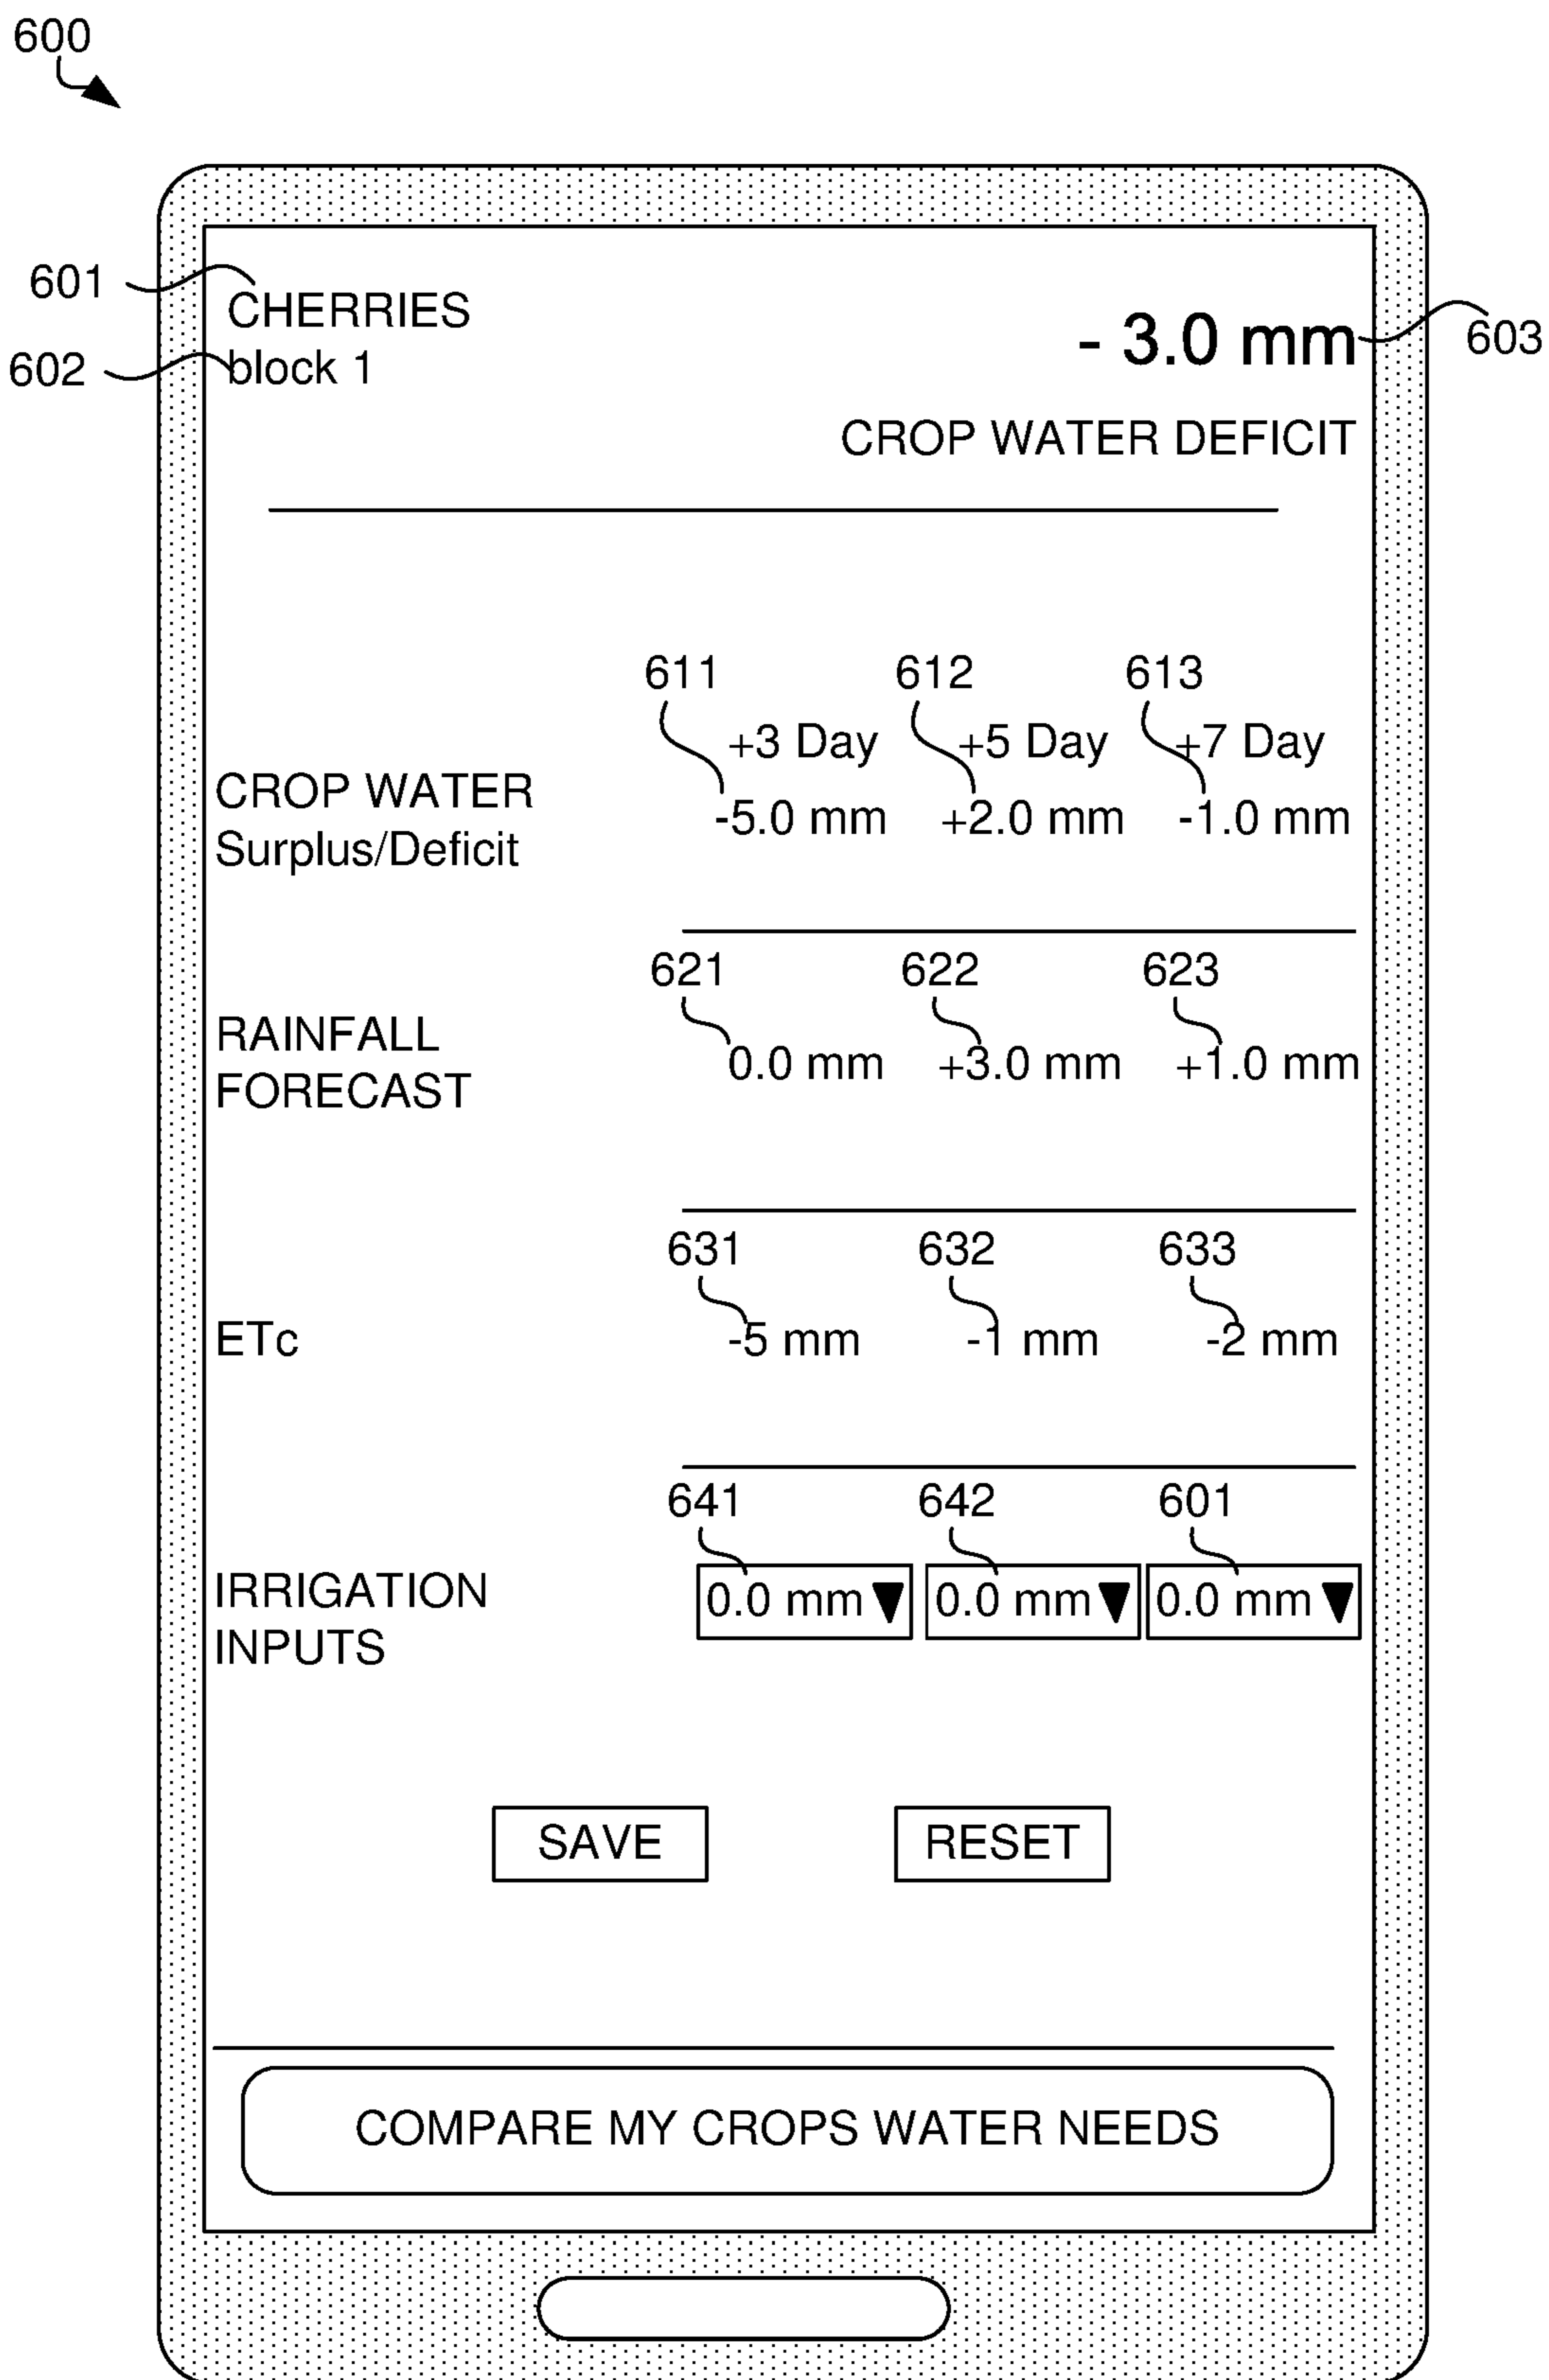 600
601
CHERRIES
602
block 1
- 3.0 mm
603
CROP WATER DEFICIT
611 612 613
+3 Day +5 Day +7 Day
CROP WATER
Surplus/Deficit
-5.0 mm +2.0 mm -1.0 mm
621 622 623
RAINFALL
FORECAST
0.0 mm +3.0 mm +1.0 mm
631 632 633
ETc -5 mm -1 mm -2 mm
641 642 601
IRRIGATION
INPUTS
0.0 mm 0.0 mm 0.0 mm
SAVE RESET
COMPARE MY CROPS WATER NEEDS